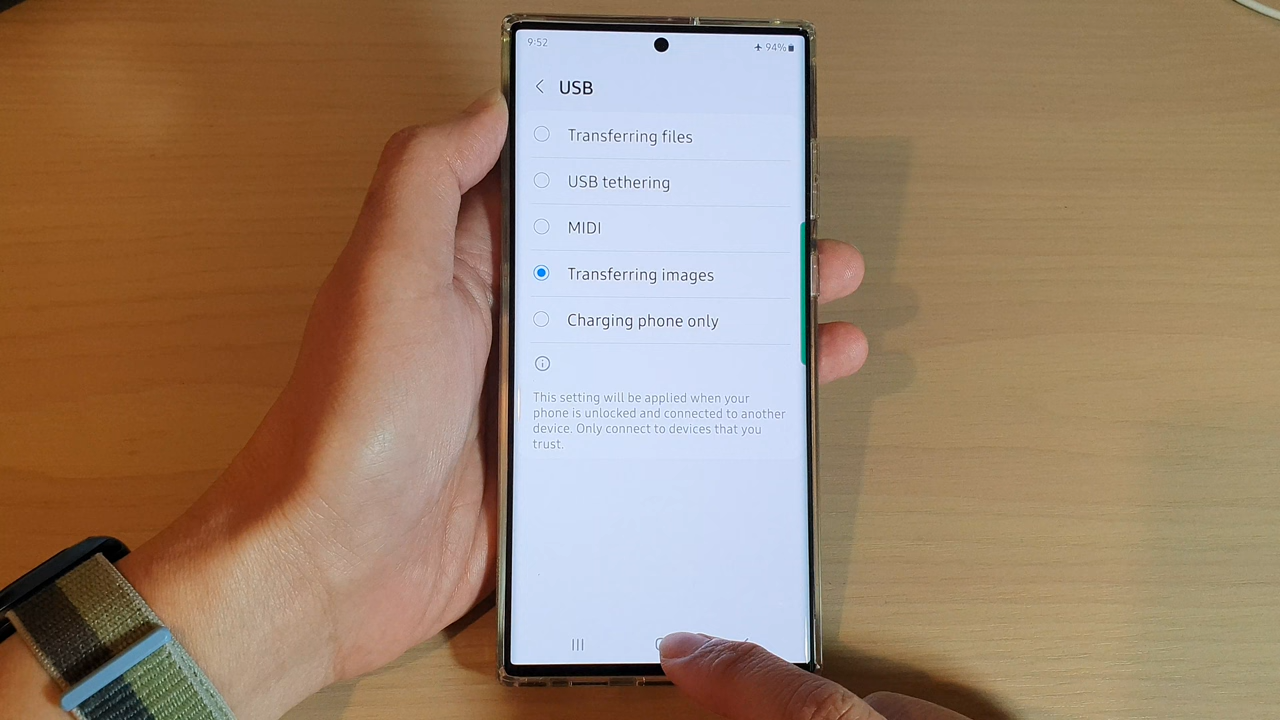 9:52
94%
USB
Transferring files
USB tethering
MIDI
Transferring images
Charging phone only
This setting will be applied when your
phone is unlocked and connected to another
device. Only connect to devices that you
trust.